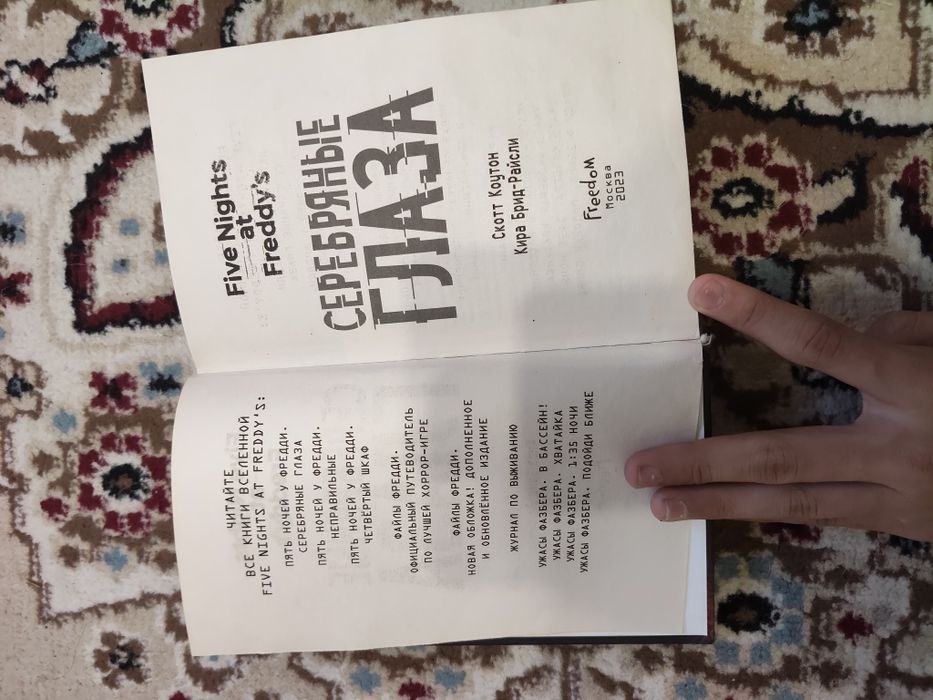 ЧИТАЙТЕ
ВСЕ КНИГИ ВСЕЛЕННОЙ
FIVE NIGHTS AT FREDDY'S:
ПЯТЬ НОЧЕЙ У ФРЕДДИ.
СЕРЕБРЯНЫЕ ГЛАЗА
ПЯТЬ НОЧЕЙ У ФРЕДДИ.
НЕПРАВИЛЬНЫЕ
ПЯТЬ НОЧЕЙ У ФРЕДДИ.
ЧЕТВЕРТЫЙ ШКАФ
ФАЙЛЫ ФРЕДДИ.
ОФИЦИАЛЬНЫЙ ПУТЕВОДИТЕЛЬ
ПО ЛУЧШЕЙ ХОРРОР-ИГРЕ
ФАЙЛЫ ФРЕДДИ.
НОВАЯ ОБЛОЖКА! ДОПОЛНЕННОЕ
И ОБНОВЛЁННОЕ ИЗДАНИЕ
ЖУРНАЛ ПО ВЫЖИВАНИЮ
УЖАСЫ ФАЗБЕРА. В БАССЕЙН!
УЖАСЫ ФАЗБЕРА. ХВАТАЙКА
УЖАСЫ ФАЗБЕРА. 1:35 НОЧИ
УЖАСЫ ФАЗБЕРА. ПОДОЙДИ БЛИЖЕ
Five Nights
at
Freddy's
СЕРЕБРЯНЫЕ
ГЛАЗА
Скотт Коутон
Кира Брид-Райсли
Freedom
Москва
2023